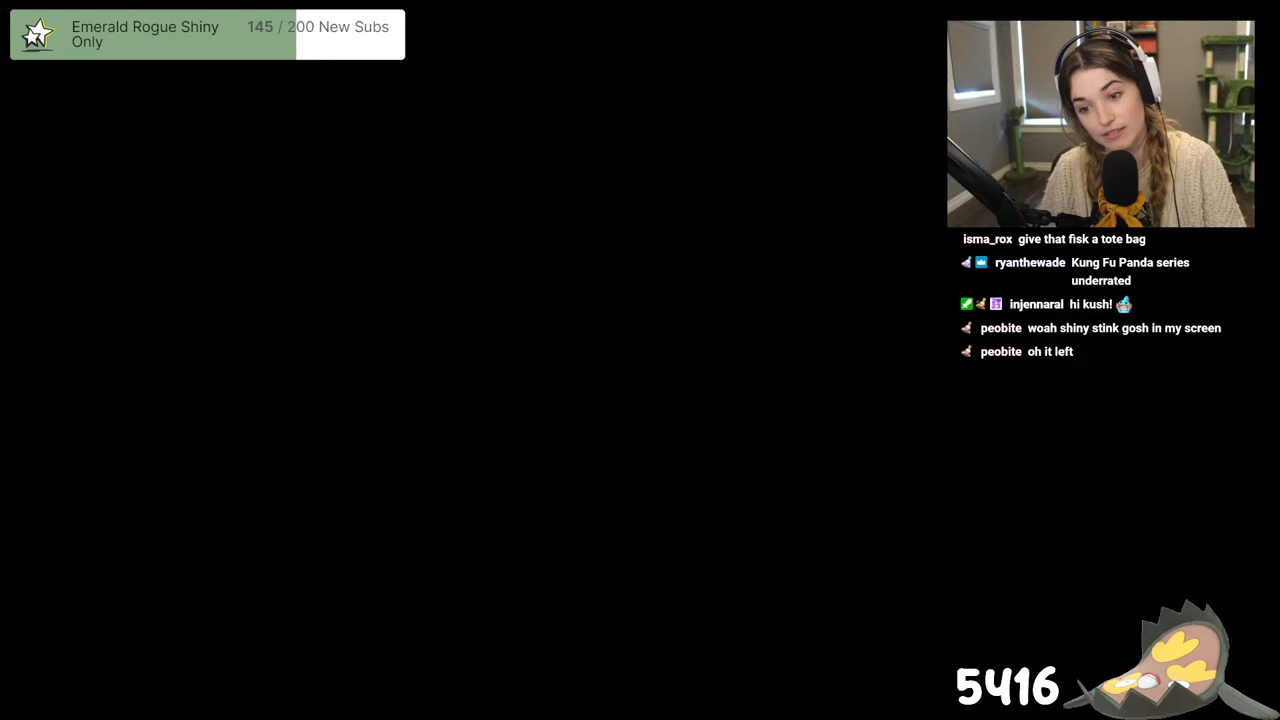 Emerald Rogue Shiny
Only
145 / 200 New Subs
isma_rox give that fisk a tote bag
ryanthewade Kung Fu Panda series
underrated
injennaral hi kush!
peobite woah shiny stink gosh in my screen
peobite oh it left
5416